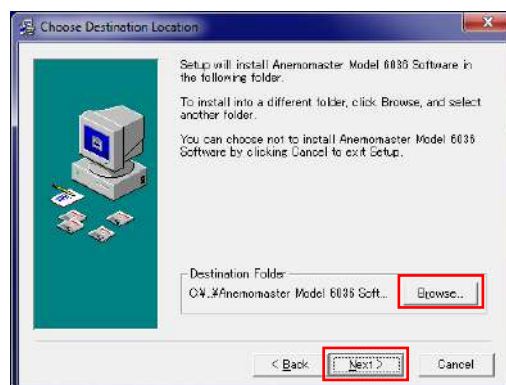 Choose Destination Location
Setup will install Anemomaster Model 6036 Software in
the following folder.
To install into a different folder, click Browse, and select
another folder.
You can choose not to install Anemomaster Model 6036
Software by clicking Cancel to exit Setup.
Destination Folder
C¥..¥Anemomaster Model 6036 Soft...
Browse..
< Back
Next >
Cancel